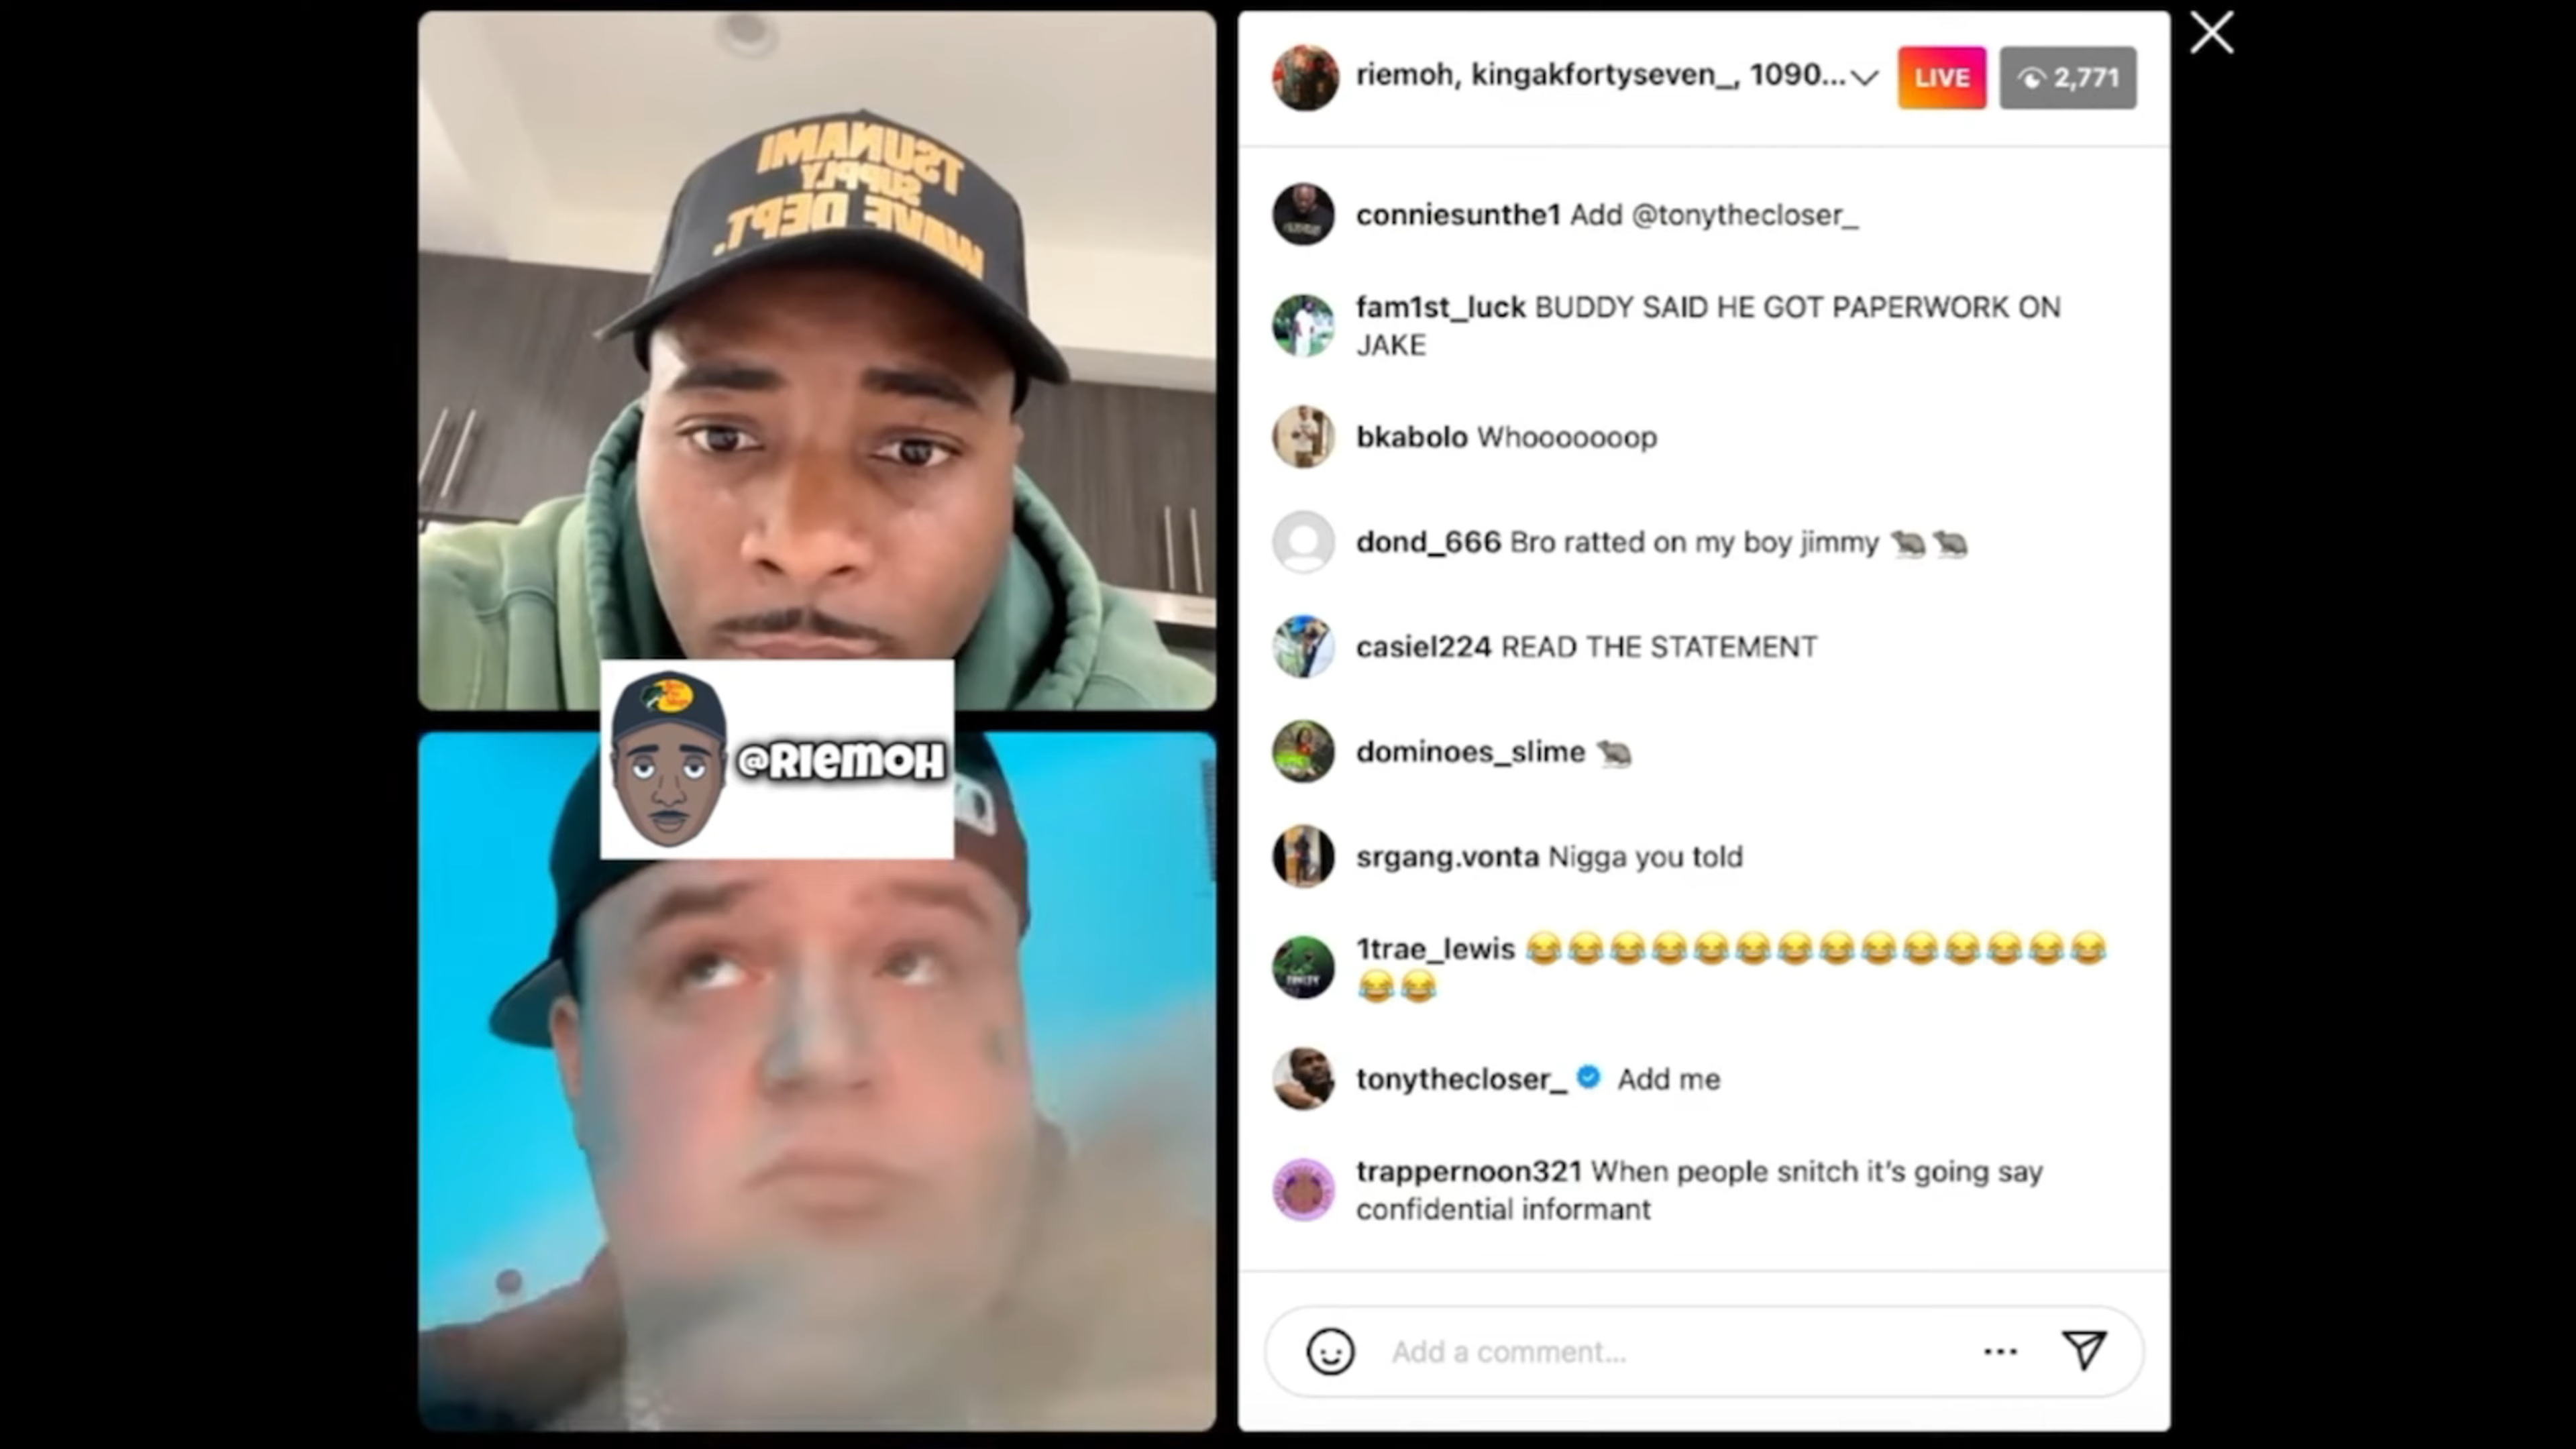 TSUNAMI
SUPPLY
WAVE DEPT.
@RIEMOH
riemoh, kingakfortyseven_, 1090...
LIVE
2,771
conniesunthe1 Add @tonythecloser_
fam1st_luck BUDDY SAID HE GOT PAPERWORK ON
JAKE
bkabolo Whooooooop
dond_666 Bro ratted on my boy jimmy 🐀🐀
casiel224 READ THE STATEMENT
dominoes_slime 🐀
srgang.vonta Nigga you told
1trae_lewis 😂😂😂😂😂😂😂😂😂😂😂😂😂😂
😂😂
tonythecloser_ Add me
trappernoon321 When people snitch it's going say
confidential informant
Add a comment...